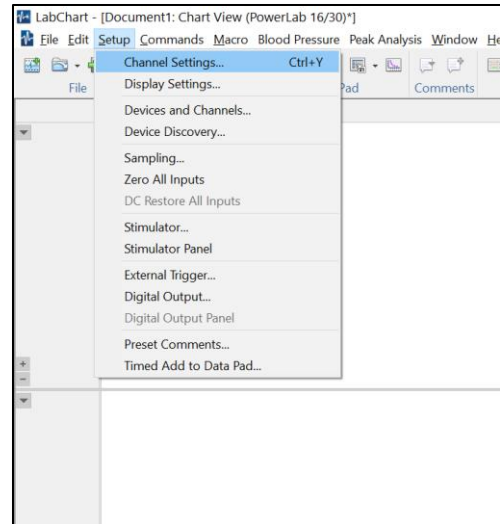 LabChart - [Document1: Chart View (PowerLab 16/30)*]
File Edit Setup Commands Macro Blood Pressure Peak Analysis Window He
File Pad Comments
Channel Settings... Ctrl+Y
Display Settings...
Devices and Channels...
Device Discovery...
Sampling...
Zero All Inputs
DC Restore All Inputs
Stimulator...
Stimulator Panel
External Trigger...
Digital Output...
Digital Output Panel
Preset Comments...
Timed Add to Data Pad...